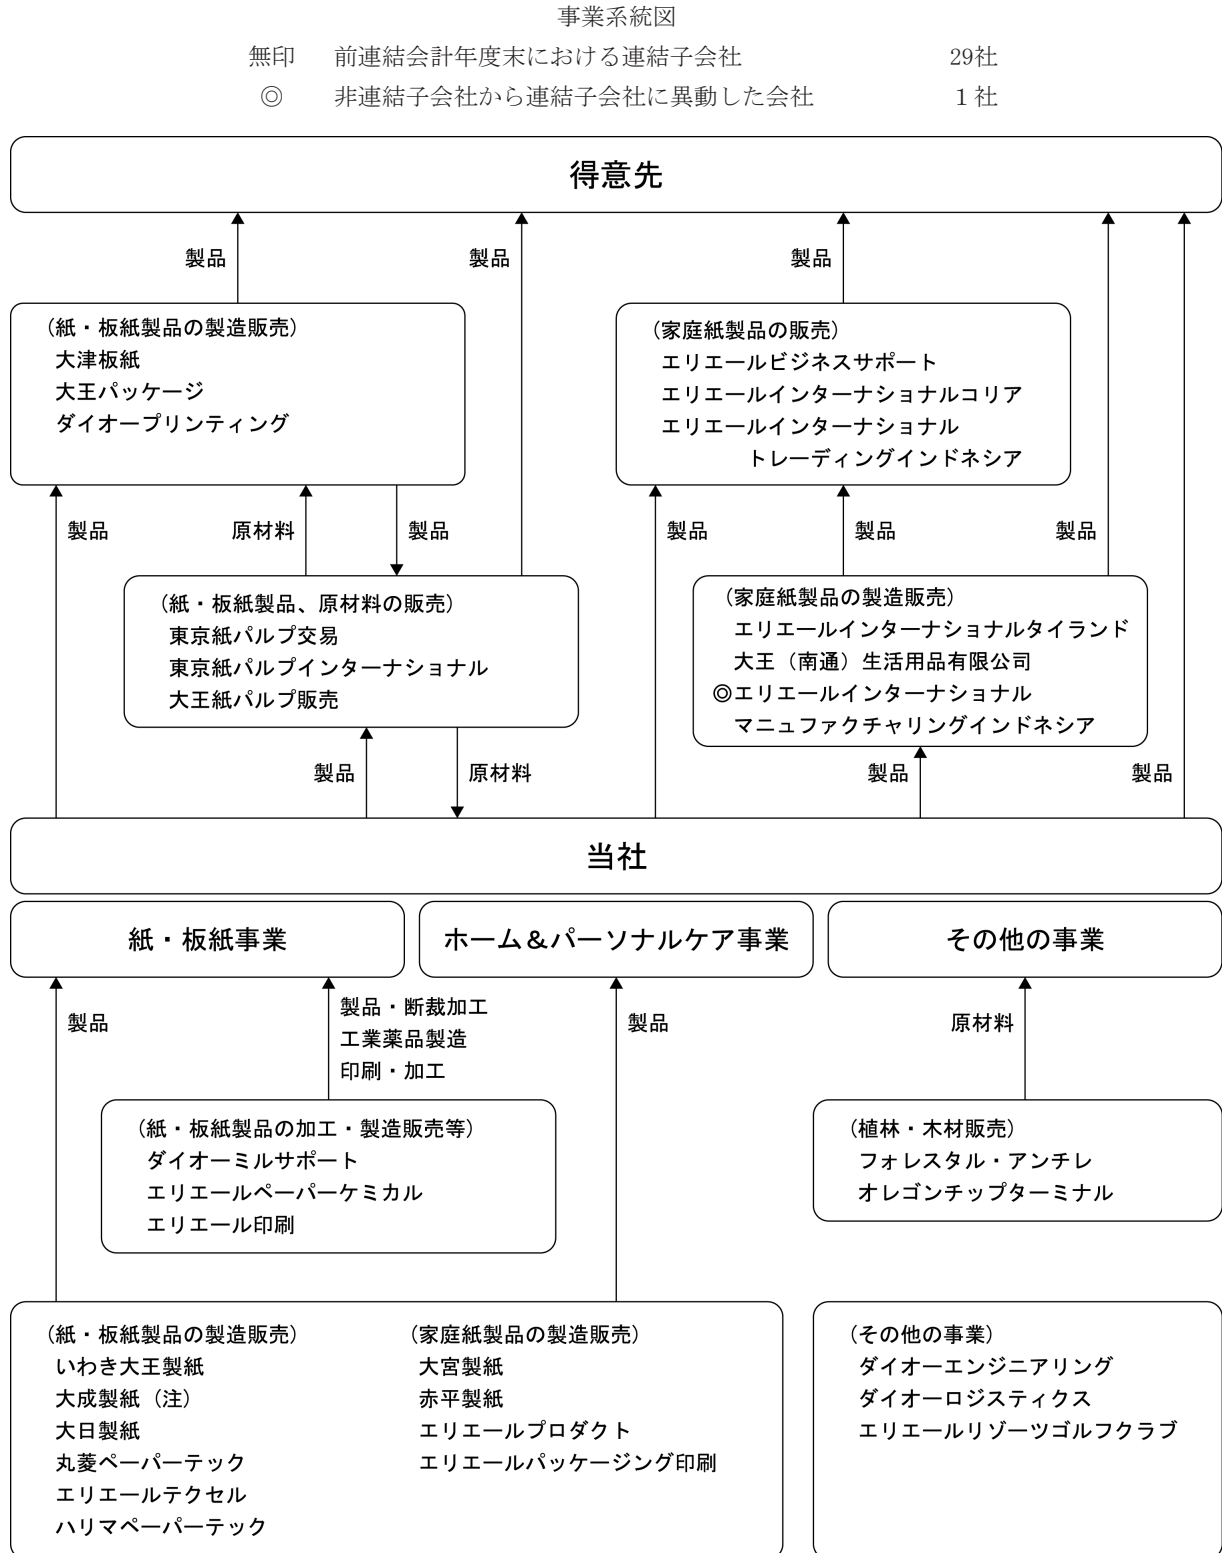 事業系統図
無印 前連結会計年度末における連結子会社 29社
◎ 非連結子会社から連結子会社に異動した会社 1社
得意先
製品 製品 製品
(紙・板紙製品の製造販売)
大津板紙
大王パッケージ
ダイオープリンティング
(家庭紙製品の販売)
エリエールビジネスサポート
エリエールインターナショナルコリア
エリエールインターナショナル
トレーディングインドネシア
製品 原材料 製品 製品 製品 製品
(紙・板紙製品、原材料の販売)
東京紙パルプ交易
東京紙パルプインターナショナル
大王紙パルプ販売
(家庭紙製品の製造販売)
エリエールインターナショナルタイランド
大王(南通)生活用品有限公司
◎エリエールインターナショナル
マニュファクチャリングインドネシア
製品 原材料 製品 製品
当社
紙・板紙事業 ホーム&パーソナルケア事業 その他の事業
製品
製品・断裁加工
工業薬品製造
印刷・加工
製品
原材料
(紙・板紙製品の加工・製造販売等)
ダイオーミルサポート
エリエールペーパーケミカル
エリエール印刷
(植林・木材販売)
フォレスタル・アンチレ
オレゴンチップターミナル
(紙・板紙製品の製造販売)
いわき大王製紙
大成製紙(注)
大日製紙
丸菱ペーパーテック
エリエールテクセル
ハリマペーパーテック
(家庭紙製品の製造販売)
大宮製紙
赤平製紙
エリエールプロダクト
エリエールパッケージング印刷
(その他の事業)
ダイオーエンジニアリング
ダイオーロジスティクス
エリエールリゾーツゴルフクラブ